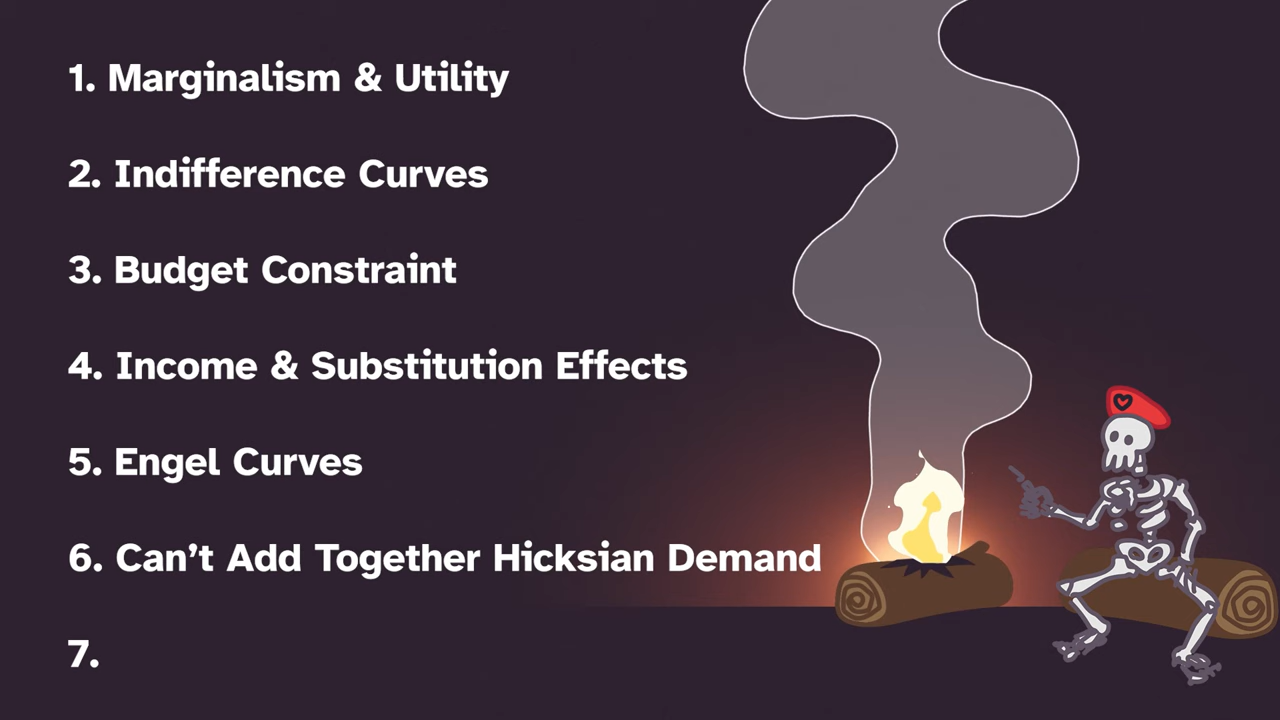 1. Marginalism & Utility
2. Indifference Curves
3. Budget Constraint
4. Income & Substitution Effects
5. Engel Curves
6. Can’t Add Together Hicksian Demand
7.